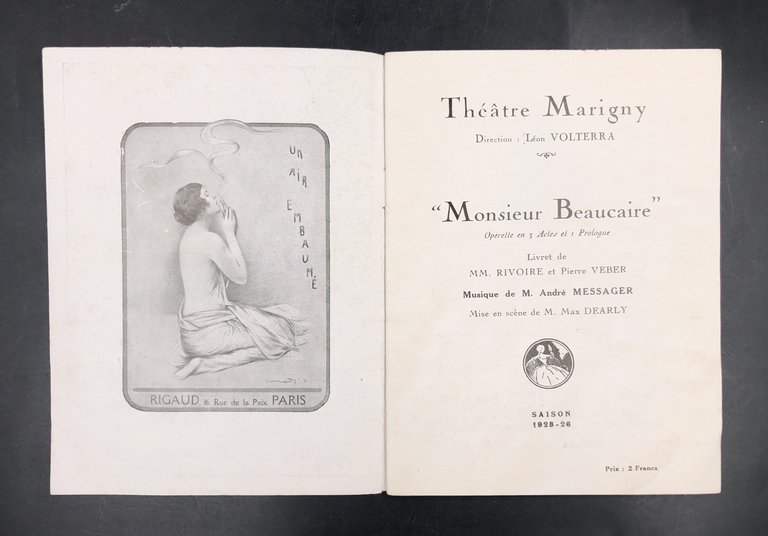 UN
AIR
EMBAUMÉ
RIGAUD 16, Rue de la Paix PARIS
Théâtre Marigny
Direction : Léon VOLTERRA
"Monsieur Beaucaire"
Opérette en 3 Actes et 1 Prologue
Livret de
MM. RIVOIRE et Pierre VEBER
Musique de M. André MESSAGER
Mise en scène de M. Max DEARLY
SAISON
1925-26
Prix : 2 Francs